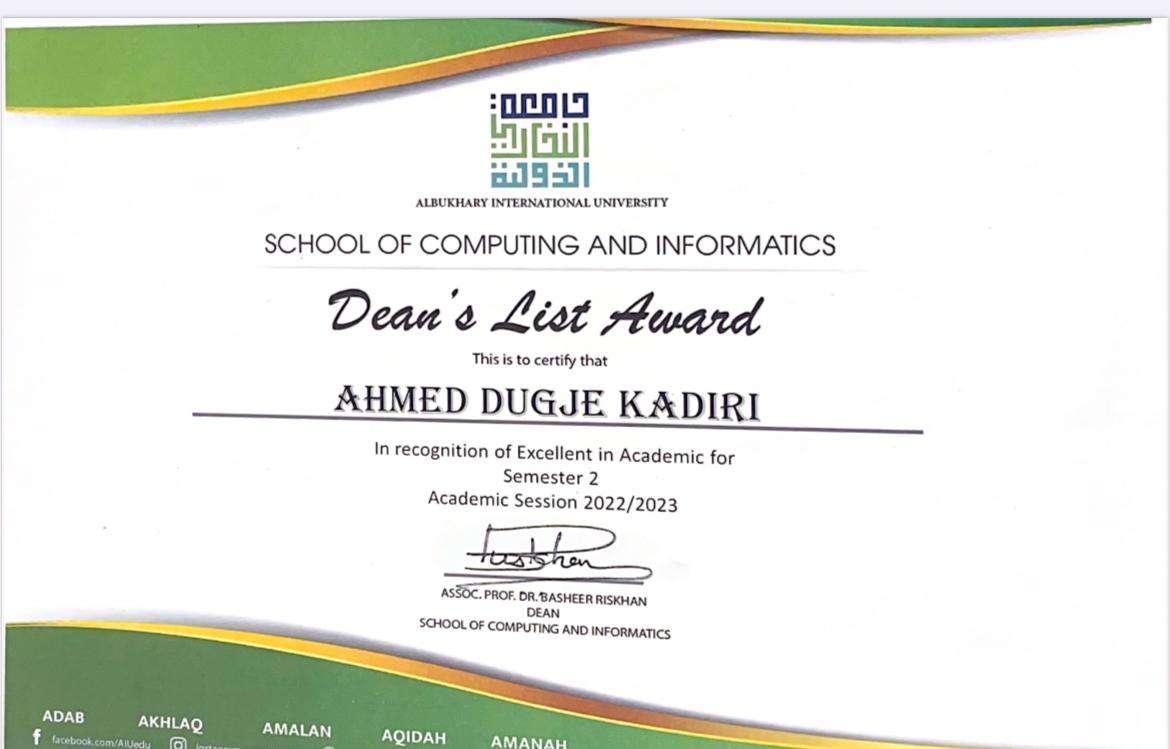 جامعة
البخاري
الدولية
ALBUKHARY INTERNATIONAL UNIVERSITY
SCHOOL OF COMPUTING AND INFORMATICS
Dean's List Award
This is to certify that
AHMED DUGJE KADIRI
In recognition of Excellent in Academic for
Semester 2
Academic Session 2022/2023
ASSOC. PROF. DR. BASHEER RISKHAN
DEAN
SCHOOL OF COMPUTING AND INFORMATICS
ADAB AKHLAQ AMALAN AQIDAH AMANAH
facebook.com/AIUedu